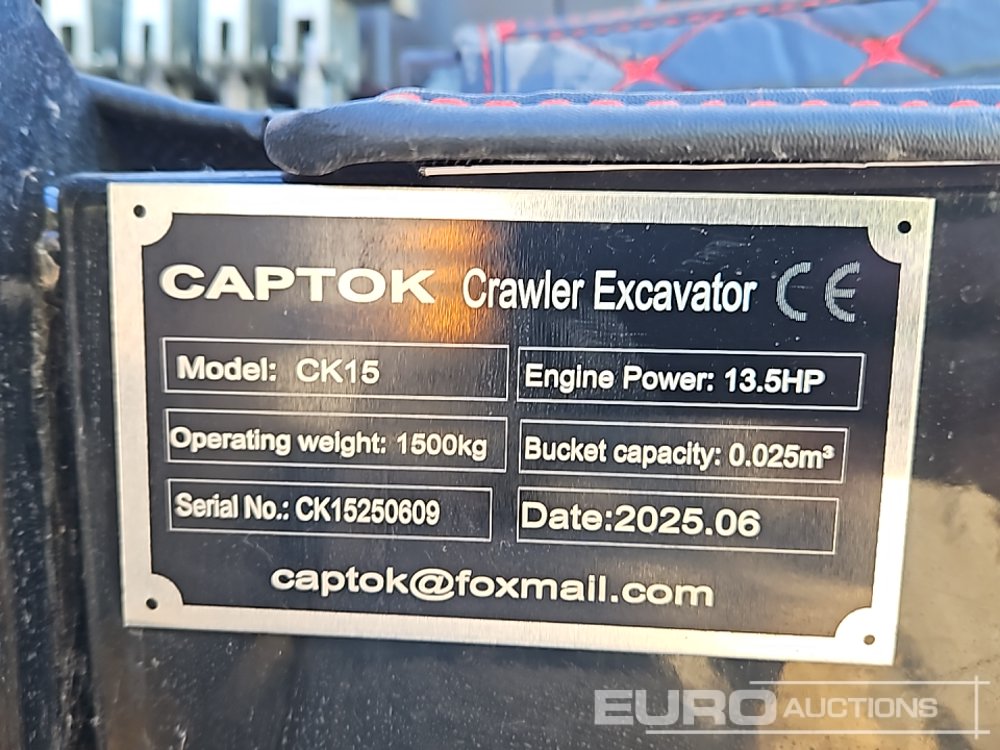 CAPTOK Crawler Excavator CE
Model: CK15
Engine Power: 13.5HP
Operating weight: 1500kg
Bucket capacity: 0.025m³
Serial No.: CK15250609
Date:2025.06
captok@foxmail.com
EURO AUCTIONS